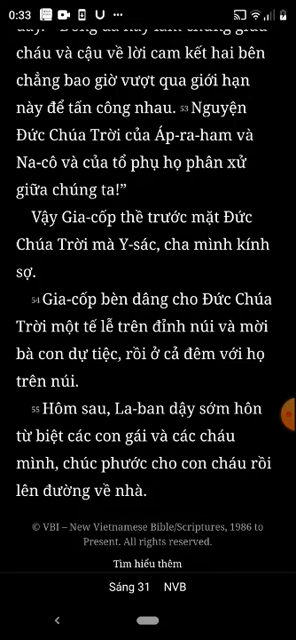 0:33
cháu và cậu về lời cam kết hai bên
chẳng bao giờ vượt qua giới hạn
này để tấn công nhau. 53 Nguyện
Đức Chúa Trời của Áp-ra-ham và
Na-cô và của tổ phụ họ phân xử
giữa chúng ta!”
Vậy Gia-cốp thề trước mặt Đức
Chúa Trời mà Y-sác, cha mình kính
sợ.
54 Gia-cốp bèn dâng cho Đức Chúa
Trời một tế lễ trên đỉnh núi và mời
bà con dự tiệc, rồi ở cả đêm với họ
trên núi.
55 Hôm sau, La-ban dậy sớm hôn
từ biệt các con gái và các cháu
mình, chúc phước cho con cháu rồi
lên đường về nhà.
© VBI – New Vietnamese Bible/Scriptures, 1986 to
Present. All rights reserved.
Tìm hiểu thêm
Sáng 31 NVB